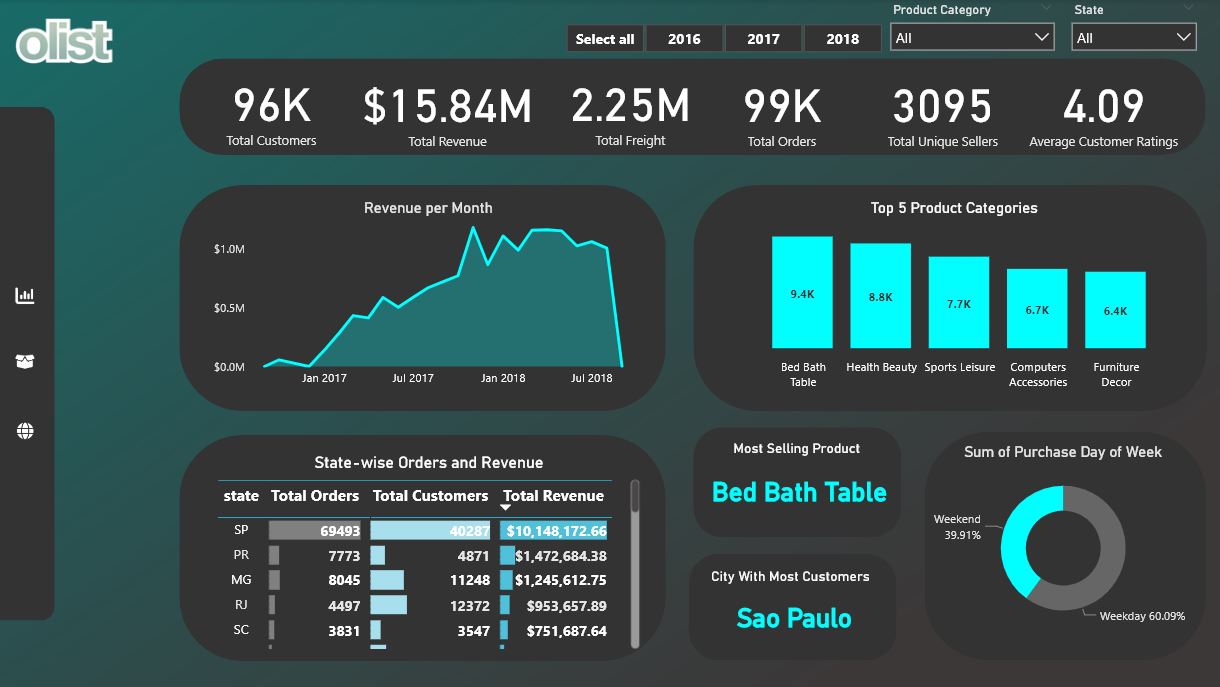 olist
Product Category
State
Select all
2016
2017
2018
All
All
96K
$15.84M
2.25M
99K
3095
4.09
Total Customers
Total Revenue
Total Freight
Total Orders
Total Unique Sellers
Average Customer Ratings
Revenue per Month
$1.0M
$0.5M
$0.0M
Jan 2017
Jul 2017
Jan 2018
Jul 2018
Top 5 Product Categories
9.4K
8.8K
7.7K
6.7K
6.4K
Bed Bath
Table
Health Beauty
Sports Leisure
Computers
Accessories
Furniture
Decor
State-wise Orders and Revenue
state Total Orders Total Customers Total Revenue
SP 69493 40287 $10,148,172.66
PR 7773 4871 $1,472,684.38
MG 8045 11248 $1,245,612.75
RJ 4497 12372 $953,657.89
SC 3831 3547 $751,687.64
Most Selling Product
Bed Bath Table
City With Most Customers
Sao Paulo
Sum of Purchase Day of Week
Weekend
39.91%
Weekday 60.09%